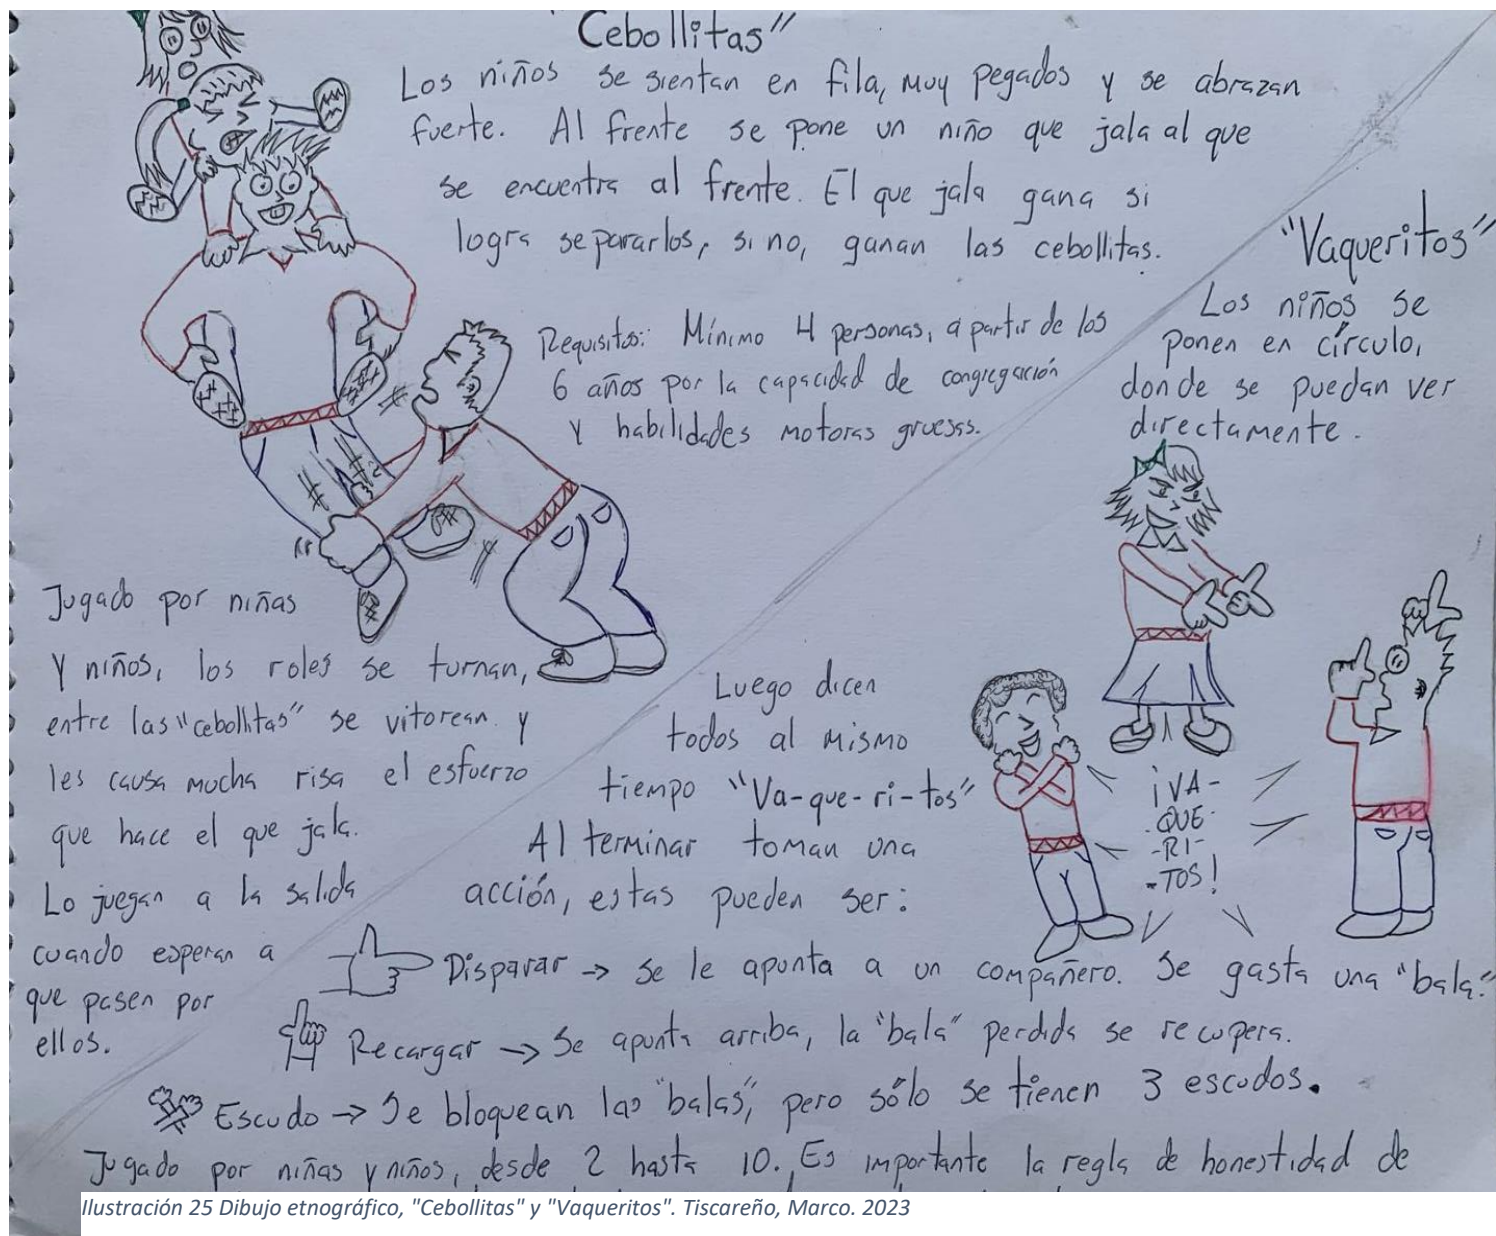 "Cebollitas"
Los niños se sientan en fila, muy pegados y se abrazan
fuerte. Al frente se pone un niño que jala al que
se encuentra al frente. El que jala gana si
logra separarlos, si no, ganan las cebollitas.
Requisitos: Mínimo 4 personas, a partir de los
6 años por la capacidad de congregación
y habilidades motoras gruesas.
Jugado por niñas
y niños, los roles se turnan,
entre las "cebollitas" se vitorean y
les causa mucha risa el esfuerzo
que hace el que jala.
Lo juegan a la salida
cuando esperan a
que pasen por
ellos.
"Vaqueritos"
Los niños se
ponen en círculo,
donde se puedan ver
directamente.
Luego dicen
todos al mismo
tiempo "Va-que-ri-tos"
Al terminar toman una
acción, estas pueden ser:
¡VA-
-QUE-
-RI-
-TOS!
Disparar → Se le apunta a un compañero. Se gasta una "bala."
Recargar → Se apunta arriba, la "bala" perdida se recupera.
Escudo → Se bloquean las "balas", pero sólo se tienen 3 escudos.
Jugado por niñas y niños, desde 2 hasta 10. Es importante la regla de honestidad de
Ilustración 25 Dibujo etnográfico, "Cebollitas" y "Vaqueritos". Tiscareño, Marco. 2023